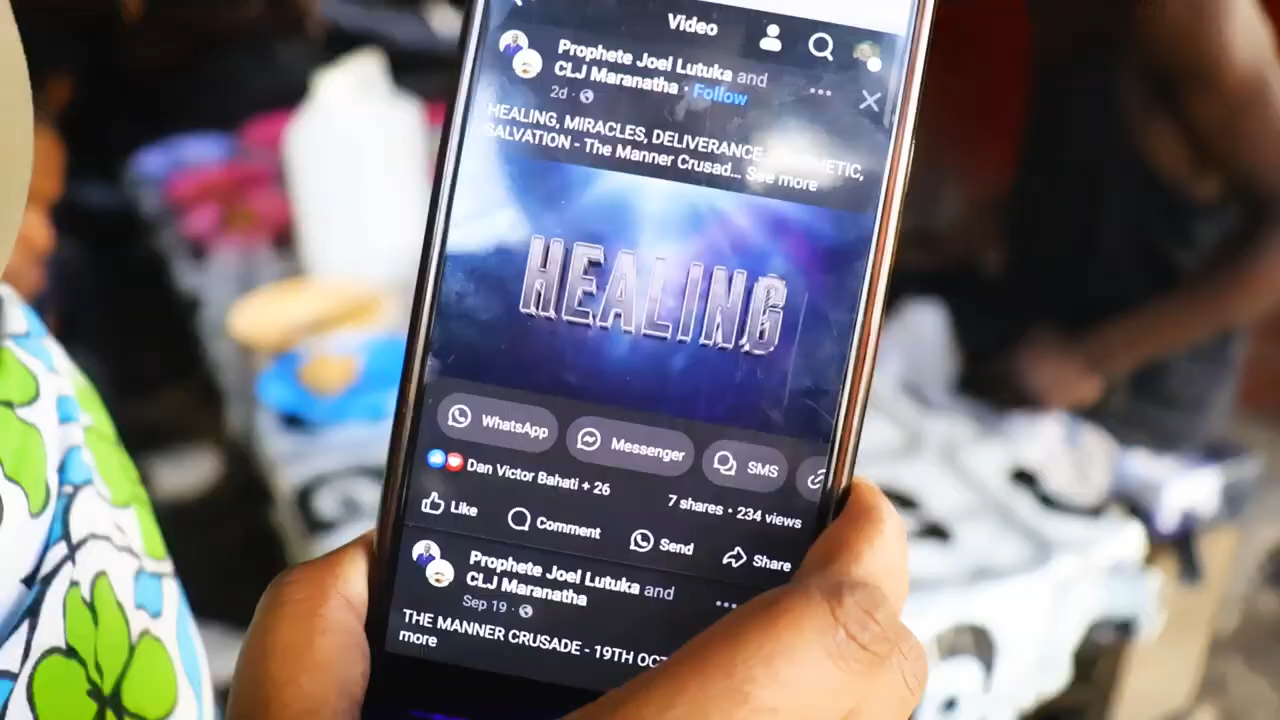 Video
Prophete Joel Lutuka and
CLJ Maranatha · Follow
2d ·
HEALING, MIRACLES, DELIVERANCE
SALVATION - The Manner Crusad... See more
HEALING
WhatsApp
Messenger
SMS
Dan Victor Bahati + 26
7 shares • 234 views
Like
Comment
Send
Share
Prophete Joel Lutuka and
CLJ Maranatha
Sep 19 ·
THE MANNER CRUSADE - 19TH OCT
more